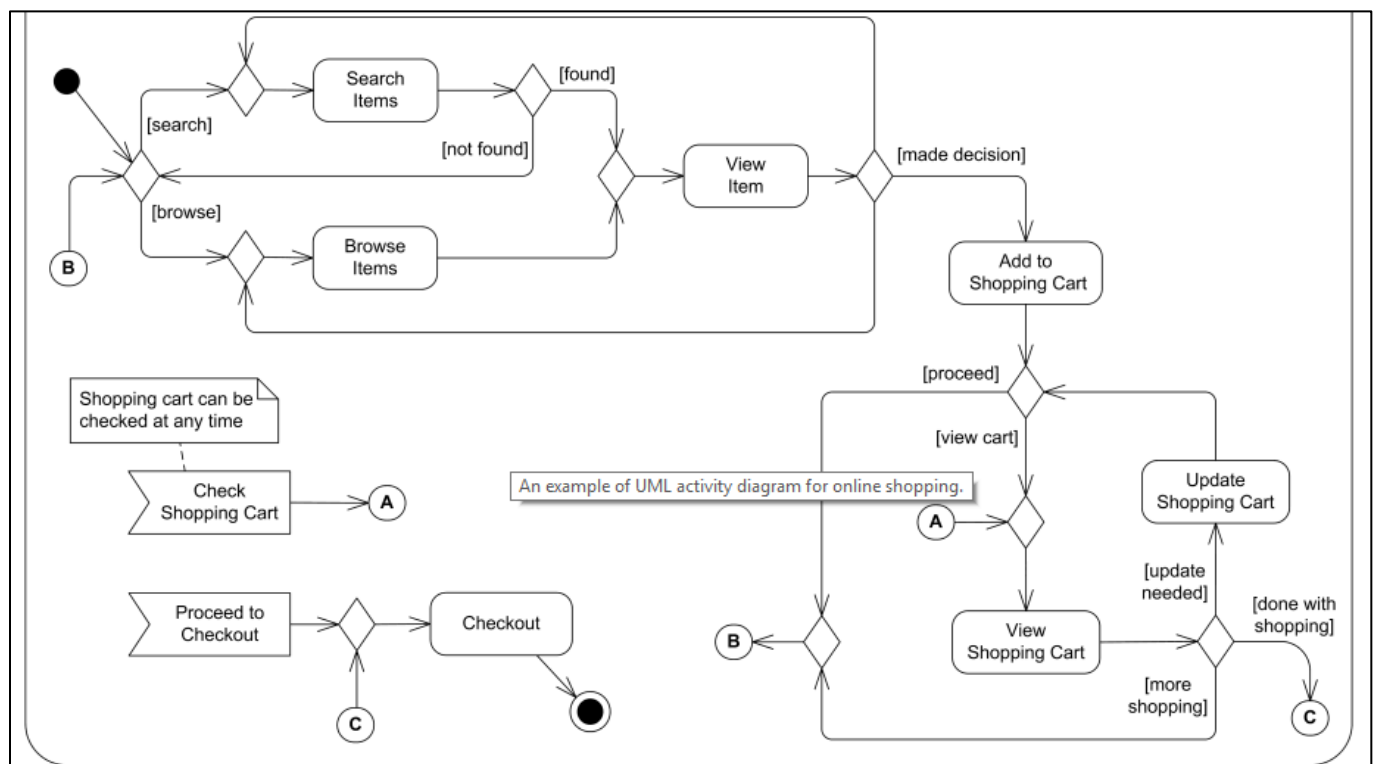 Search
Items
[found]
[search]
[not found]
[made decision]
View
Item
[browse]
Browse
Items
B
Add to
Shopping Cart
[proceed]
Shopping cart can be
checked at any time
[view cart]
Check
Shopping Cart
A
An example of UML activity diagram for online shopping.
Update
Shopping Cart
A
[update
needed]
[done with
shopping]
Proceed to
Checkout
Checkout
B
View
Shopping Cart
[more
shopping]
C
C